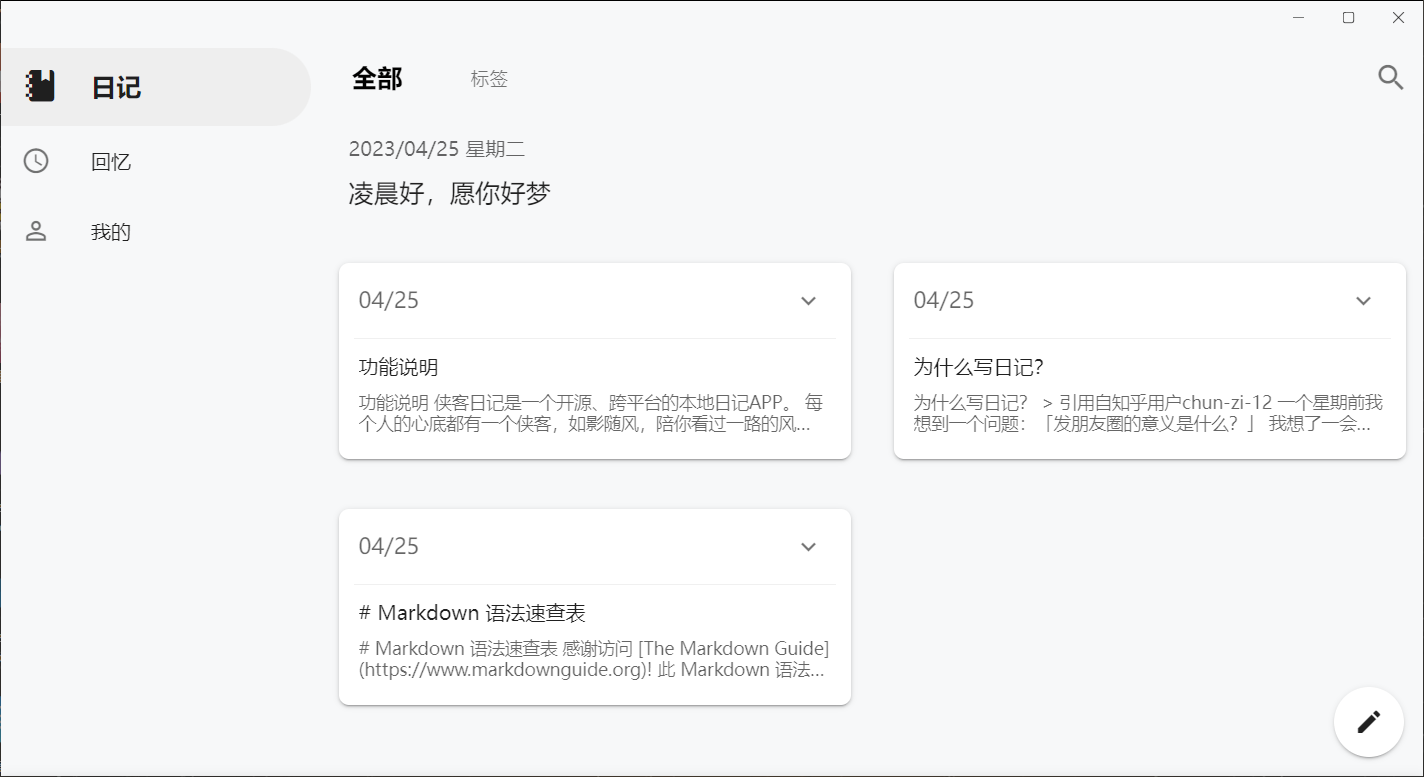 日记
回忆
我的
全部
标签
2023/04/25 星期二
凌晨好，愿你好梦
04/25
功能说明
功能说明 侠客日记是一个开源、跨平台的本地日记APP。 每
个人的心底都有一个侠客，如影随风，陪你看过一路的风...
04/25
为什么写日记？
为什么写日记？ > 引用自知乎用户chun-zi-12 一个星期前我
想到一个问题：「发朋友圈的意义是什么？」 我想了一会...
04/25
# Markdown 语法速查表
# Markdown 语法速查表 感谢访问 [The Markdown Guide]
(https://www.markdownguide.org)! 此 Markdown 语法...